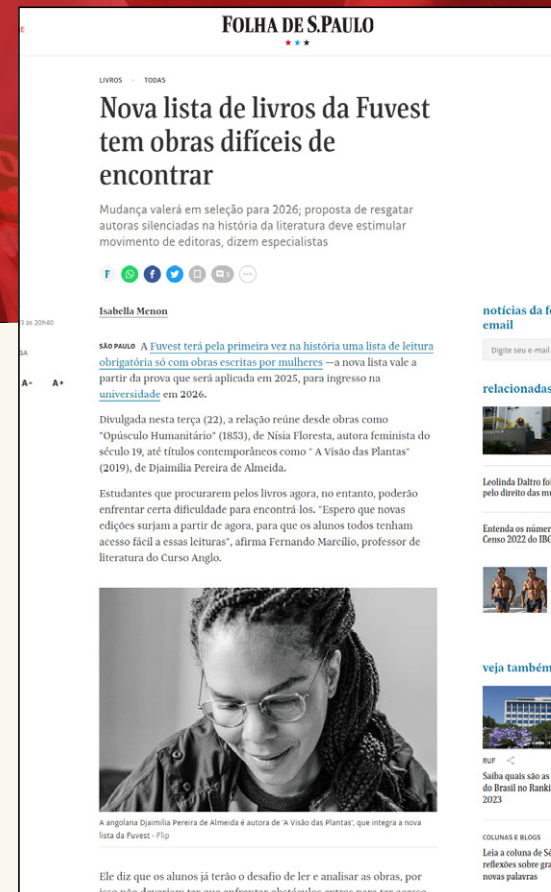 FOLHA DE S.PAULO
LIVROS · TODAS
Nova lista de livros da Fuvest
tem obras difíceis de
encontrar
Mudança valerá em seleção para 2026; proposta de resgatar
autoras silenciadas na história da literatura deve estimular
movimento de editoras, dizem especialistas
Isabella Menon
3 às 20h40
A- A+
SÃO PAULO A Fuvest terá pela primeira vez na história uma lista de leitura
obrigatória só com obras escritas por mulheres —a nova lista vale a
partir da prova que será aplicada em 2025, para ingresso na
universidade em 2026.
Divulgada nesta terça (22), a relação reúne desde obras como
"Opúsculo Humanitário" (1853), de Nísia Floresta, autora feminista do
século 19, até títulos contemporâneos como " A Visão das Plantas"
(2019), de Djaimilia Pereira de Almeida.
Estudantes que procurarem pelos livros agora, no entanto, poderão
enfrentar certa dificuldade para encontrá-los. "Espero que novas
edições surjam a partir de agora, para que os alunos todos tenham
acesso fácil a essas leituras", afirma Fernando Marcílio, professor de
literatura do Curso Anglo.
A angolana Djaimilia Pereira de Almeida é autora de 'A Visão das Plantas', que integra a nova
lista da Fuvest - Flip
Ele diz que os alunos já terão o desafio de ler e analisar as obras, por
notícias da fo
email
Digite seu e-mail
relacionadas
Leolinda Daltro foi
pelo direito das mu
Entenda os númer
Censo 2022 do IBG
veja também
RUF
Saiba quais são as
do Brasil no Ranki
2023
COLUNAS E BLOGS
Leia a coluna de Sé
reflexões sobre gra
novas palavras